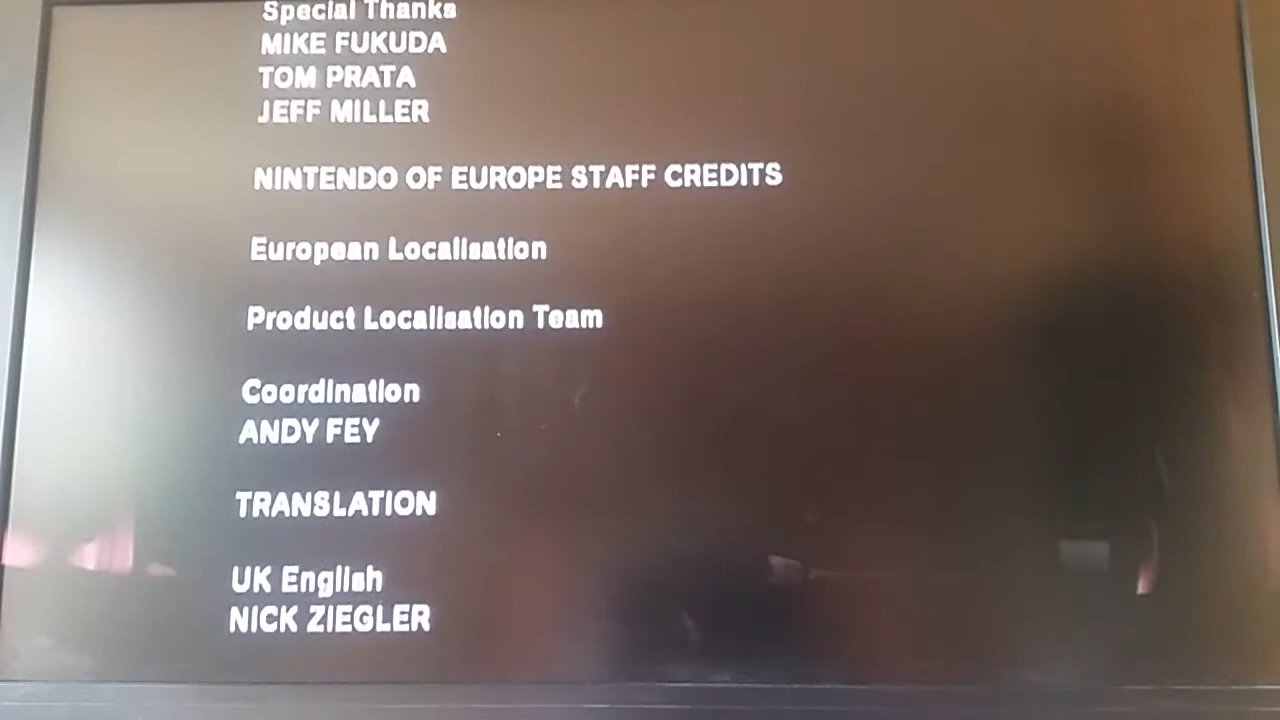 Special Thanks
MIKE FUKUDA
TOM PRATA
JEFF MILLER
NINTENDO OF EUROPE STAFF CREDITS
European Localisation
Product Localisation Team
Coordination
ANDY FEY
TRANSLATION
UK English
NICK ZIEGLER